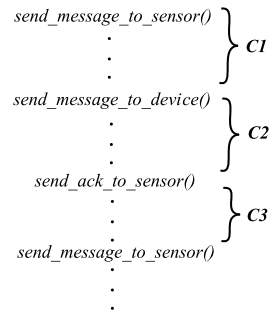 send_message_to_sensor()
.
.
.
C1
send_message_to_device()
.
.
.
C2
send_ack_to_sensor()
.
.
.
C3
send_message_to_sensor()
.
.
.